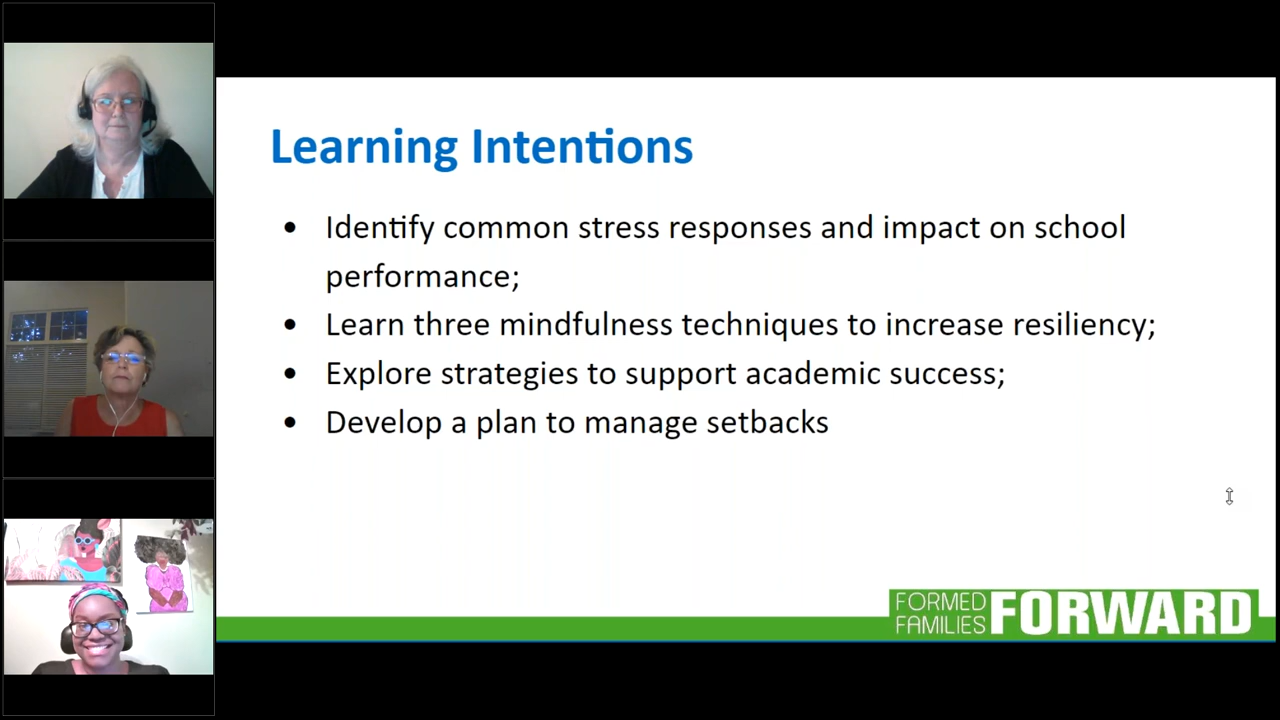 Learning Intentions
• Identify common stress responses and impact on school
performance;
• Learn three mindfulness techniques to increase resiliency;
• Explore strategies to support academic success;
• Develop a plan to manage setbacks
FORMED
FAMILIES
FORWARD